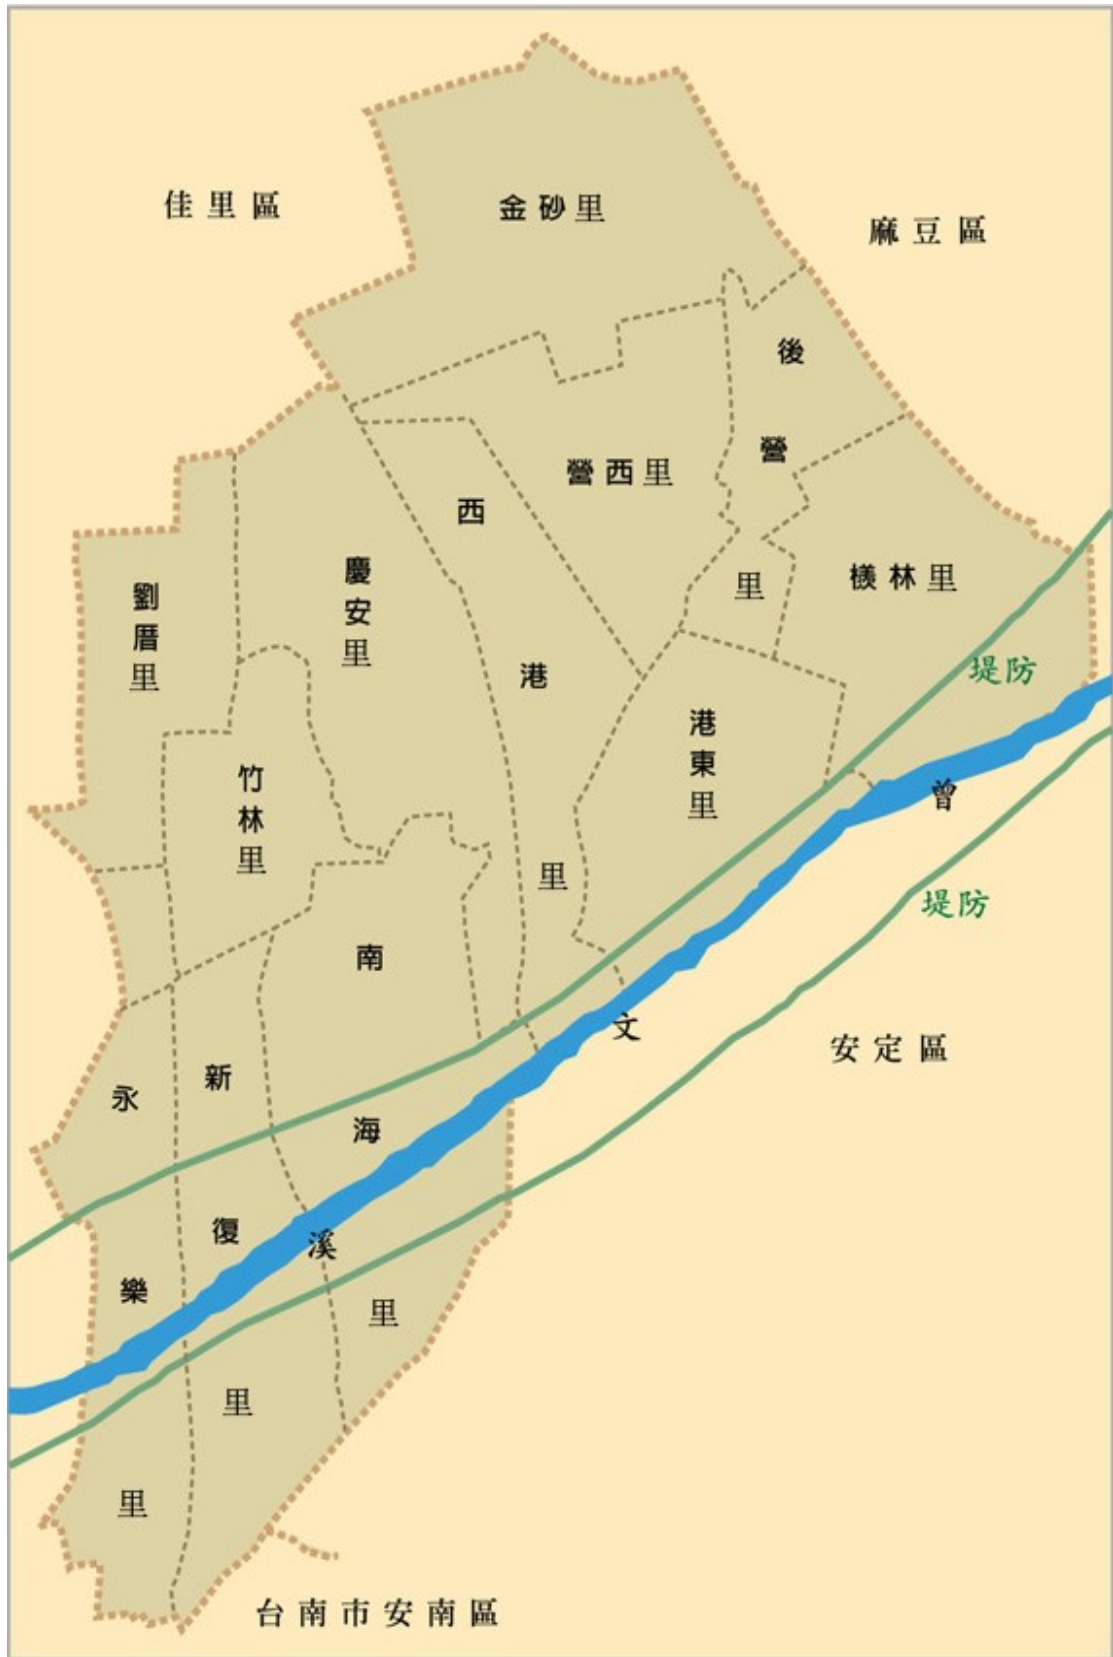 佳里區
金砂里
麻豆區
後營里
營西里
西港里
慶安里
劉厝里
檨林里
堤防
港東里
竹林里
曾文溪
堤防
南海里
安定區
新復里
永樂里
台南市安南區